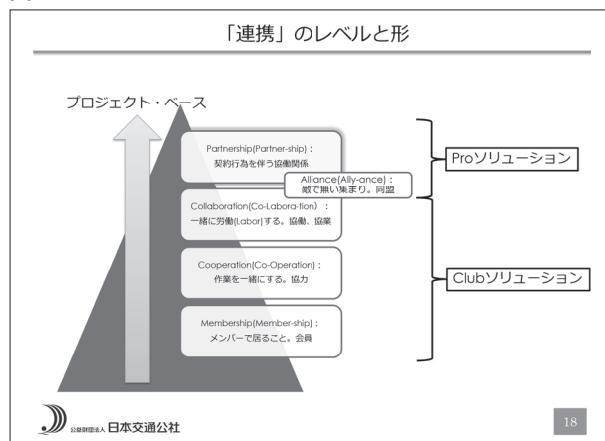 「連携」のレベルと形
プロジェクト・ベース
Partnership(Partner-ship)：
契約行為を伴う協働関係
Alliance(Ally-ance)：
敵で無い集まり。同盟
Collaboration(Co-Labora-tion)：
一緒に労働(Labor)する。協働、協業
Cooperation(Co-Operation)：
作業を一緒にする。協力
Membership(Member-ship)：
メンバーで居ること。会員
Proソリューション
Clubソリューション
公益財団法人 日本交通公社
18